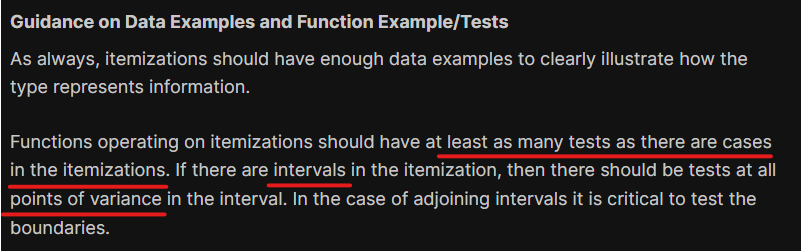 Guidance on Data Examples and Function Example/Tests
As always, itemizations should have enough data examples to clearly illustrate how the
type represents information.
Functions operating on itemizations should have at least as many tests as there are cases
in the itemizations. If there are intervals in the itemization, then there should be tests at all
points of variance in the interval. In the case of adjoining intervals it is critical to test the
boundaries.